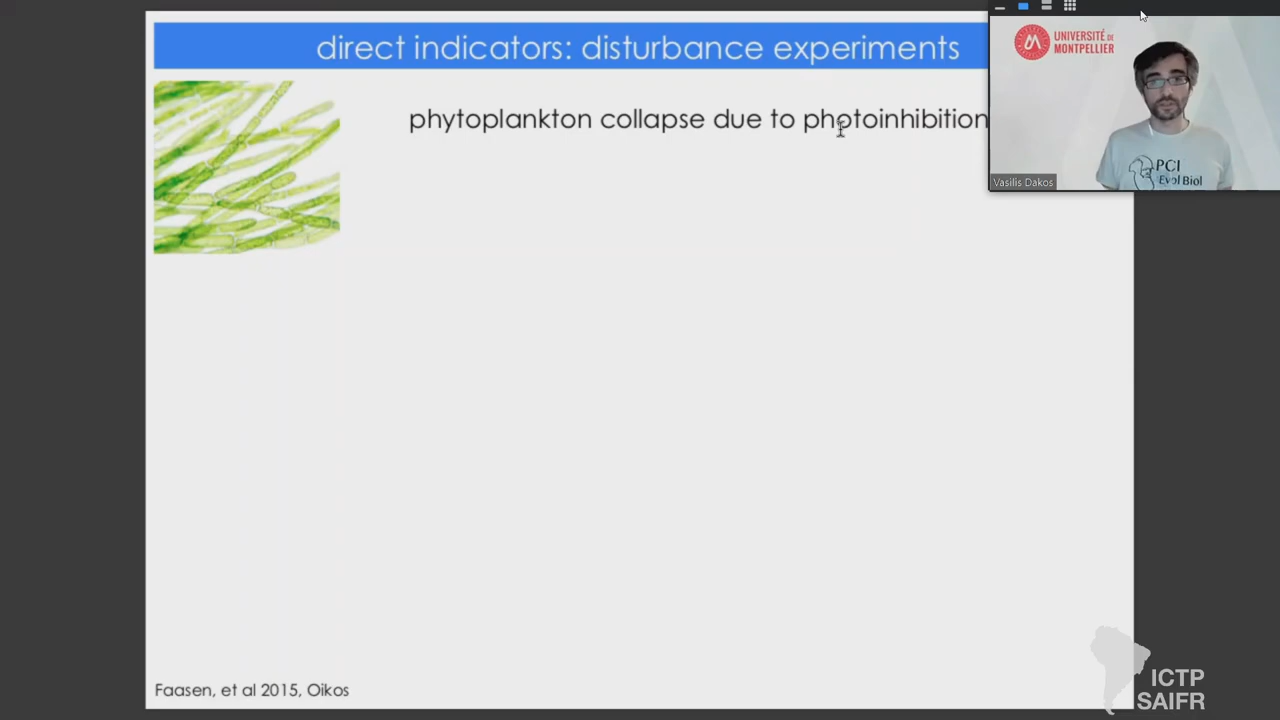 direct indicators: disturbance experiments
UNIVERSITÉ DE
MONTPELLIER
phytoplankton collapse due to photoinhibition
PCI
Evol Biol
Vasilis Dakos
Faasen, et al 2015, Oikos
ICTP
SAIFR